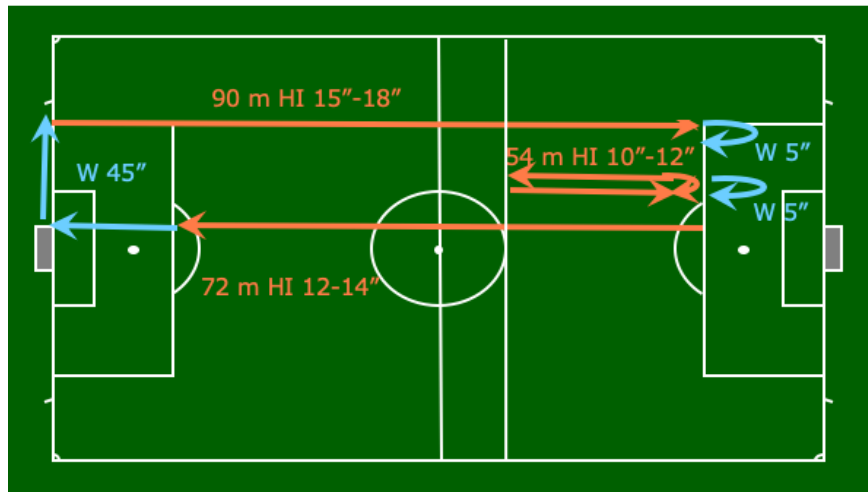 90 m HI 15”-18”
54 m HI 10”-12”
W 5”
W 45”
W 5”
72 m HI 12-14”